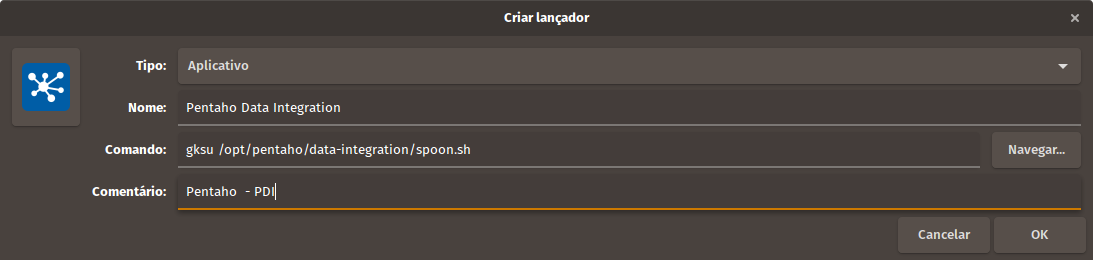 Criar lançador
×
Tipo: Aplicativo
Nome: Pentaho Data Integration
Comando: gksu /opt/pentaho/data-integration/spoon.sh Navegar...
Comentário: Pentaho  - PDI
Cancelar OK